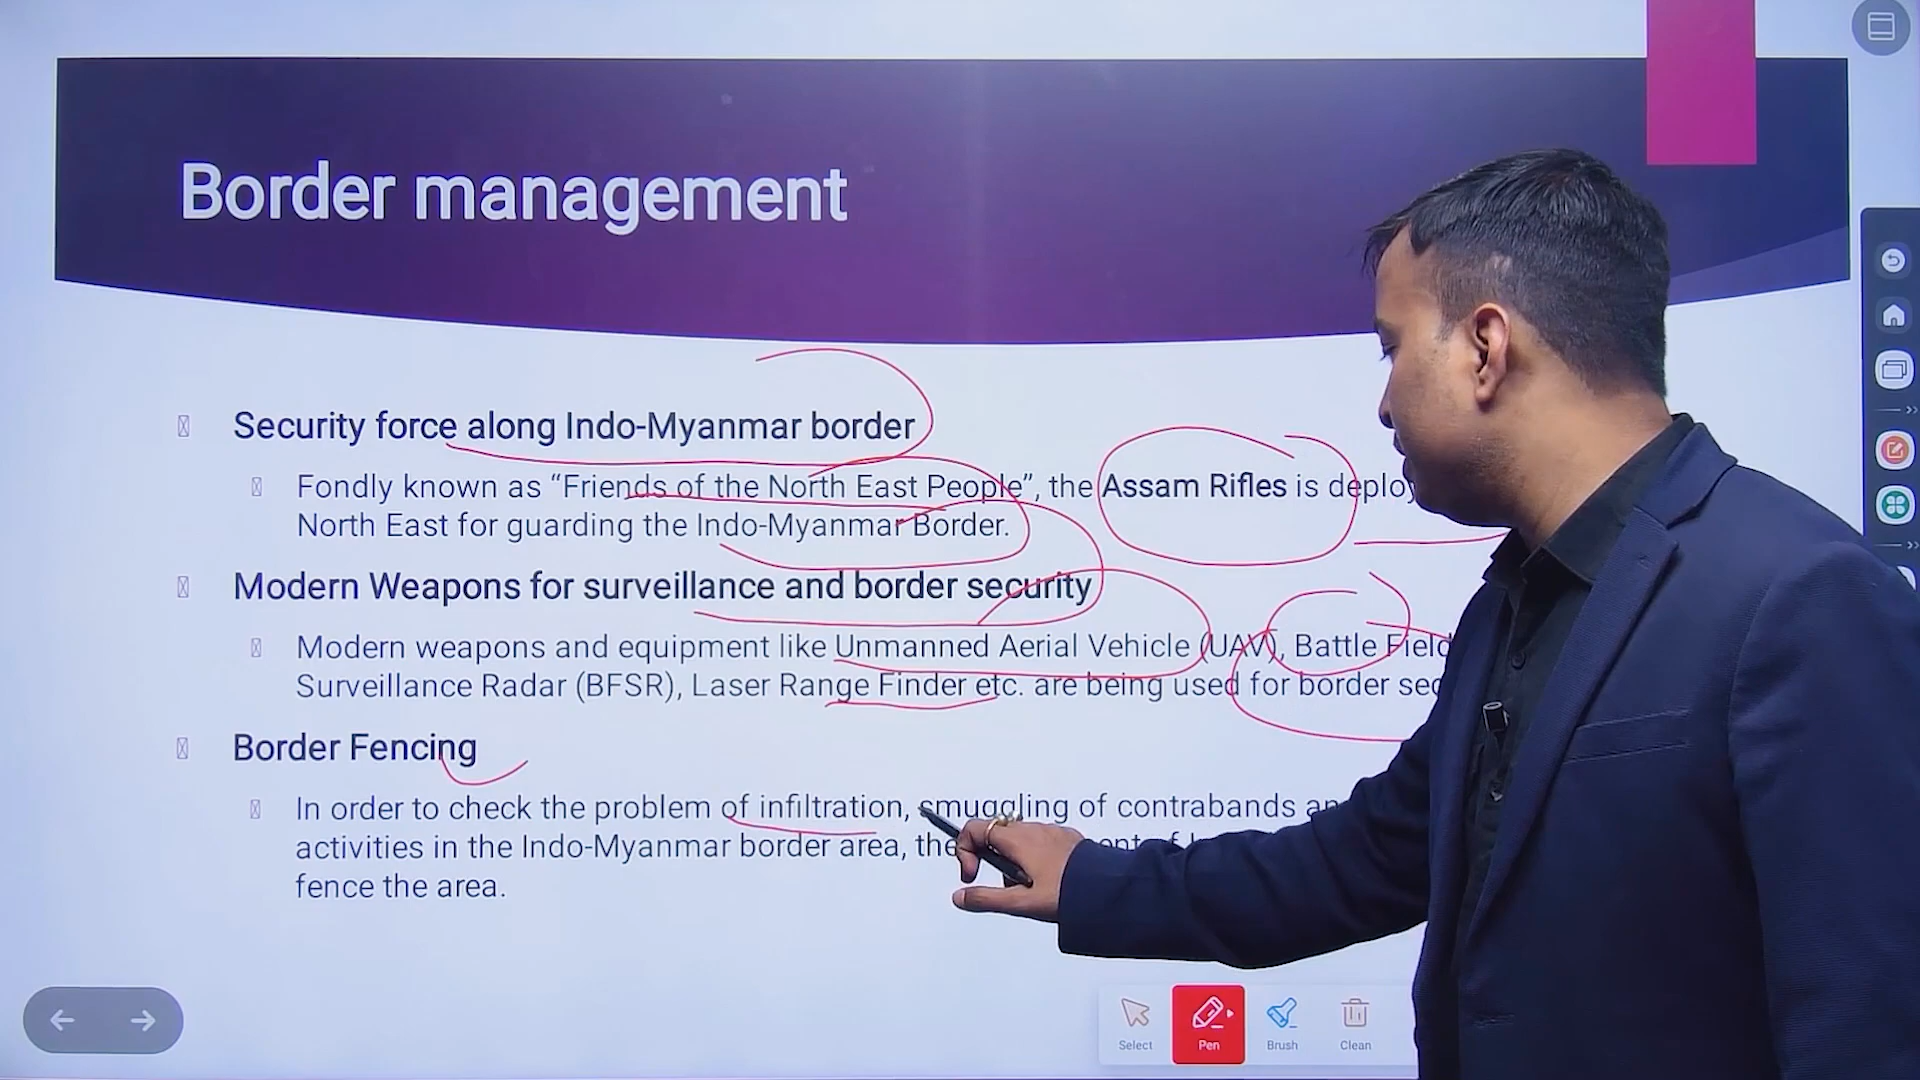 Border management
Security force along Indo-Myanmar border
Fondly known as “Friends of the North East People”, the Assam Rifles is
North East for guarding the Indo-Myanmar Border.
Modern Weapons for surveillance and border security
Modern weapons and equipment like Unmanned Aerial Vehicle (UAV), Battle Field
Surveillance Radar (BFSR), Laser Range Finder etc. are being used for border
Border Fencing
In order to check the problem of infiltration, smuggling of contrabands
activities in the Indo-Myanmar border area,
fence the area.
Select Pen Brush Clean